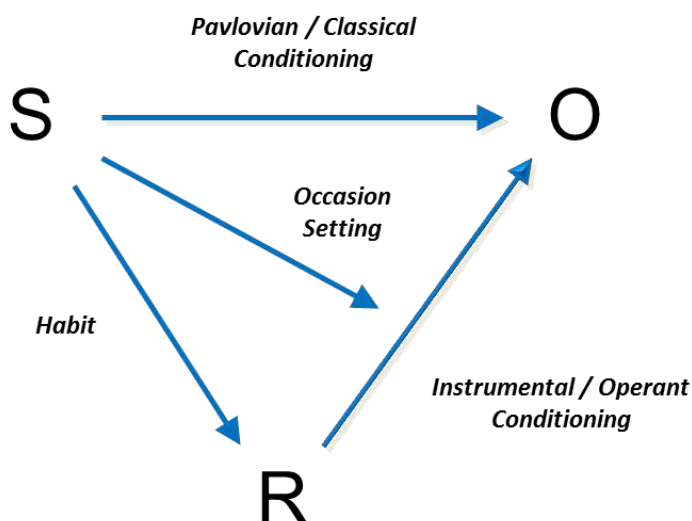 Pavlovian / Classical
Conditioning
S
O
Occasion
Setting
Habit
Instrumental / Operant
Conditioning
R